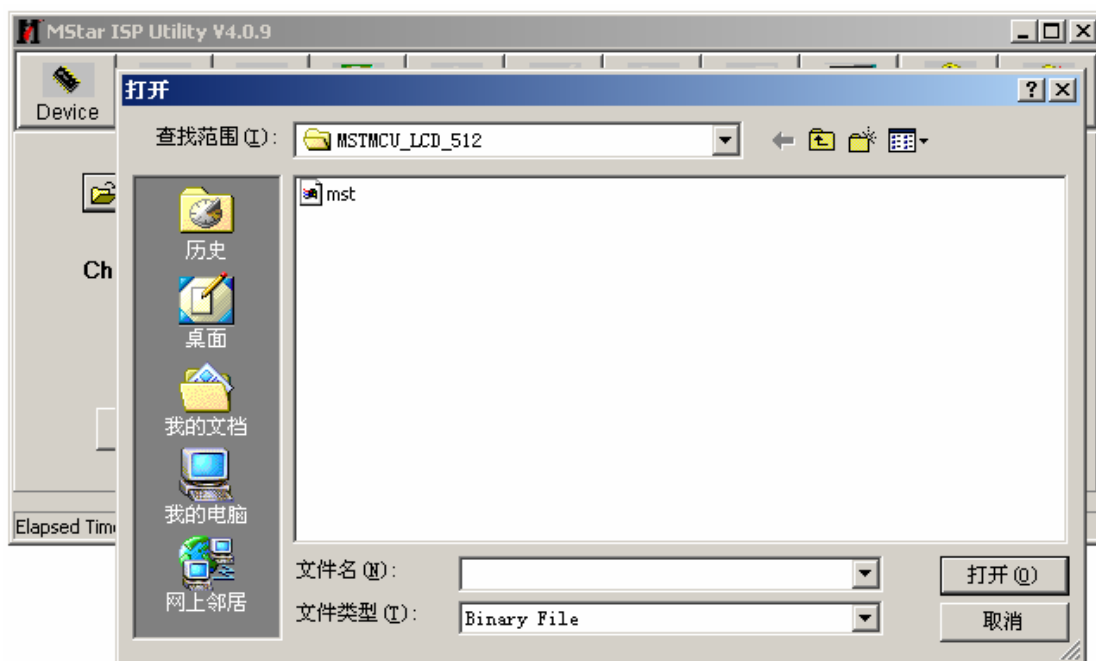 MStar ISP Utility V4.0.9
Device
打开
查找范围(I):
MSTMCU_LCD_512
mst
历史
Ch
桌面
我的文档
我的电脑
Elapsed Tim
网上邻居
文件名(N):
打开(O)
文件类型(T):
Binary File
取消